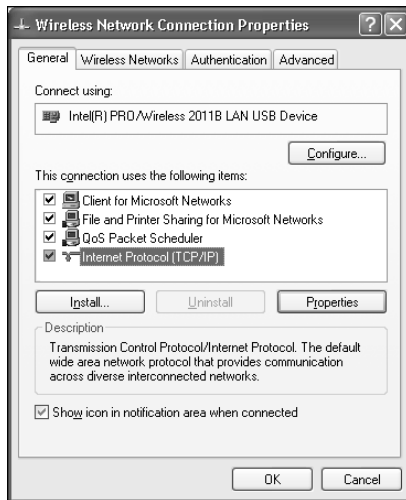 Wireless Network Connection Properties
General Wireless Networks Authentication Advanced
Connect using:
Intel(R) PRO/Wireless 2011B LAN USB Device
Configure...
This connection uses the following items:
Client for Microsoft Networks
File and Printer Sharing for Microsoft Networks
QoS Packet Scheduler
Internet Protocol (TCP/IP)
Install... Uninstall Properties
Description
Transmission Control Protocol/Internet Protocol. The default
wide area network protocol that provides communication
across diverse interconnected networks.
Show icon in notification area when connected
OK Cancel